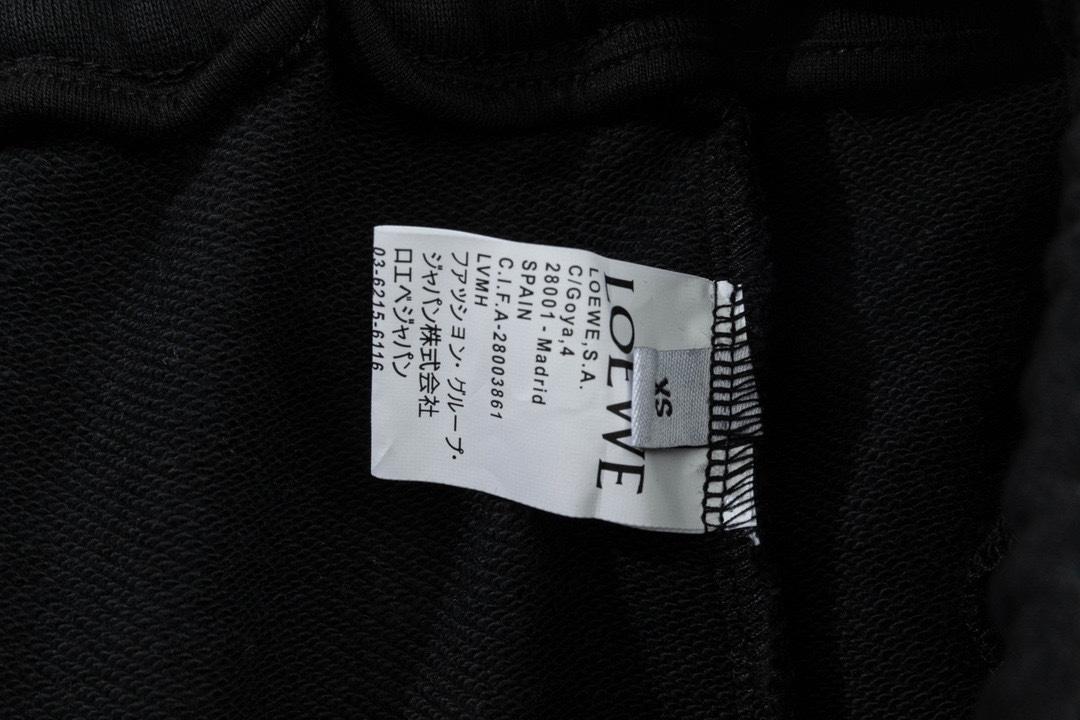 LOEWE
XS
LOEWE,S.A.
C/Goya,4
28001-Madrid
SPAIN
C.I.F.A-28003861
LVMH
ファッション・グループ・
ジャパン株式会社
ロエベジャパン
03-6215-6116